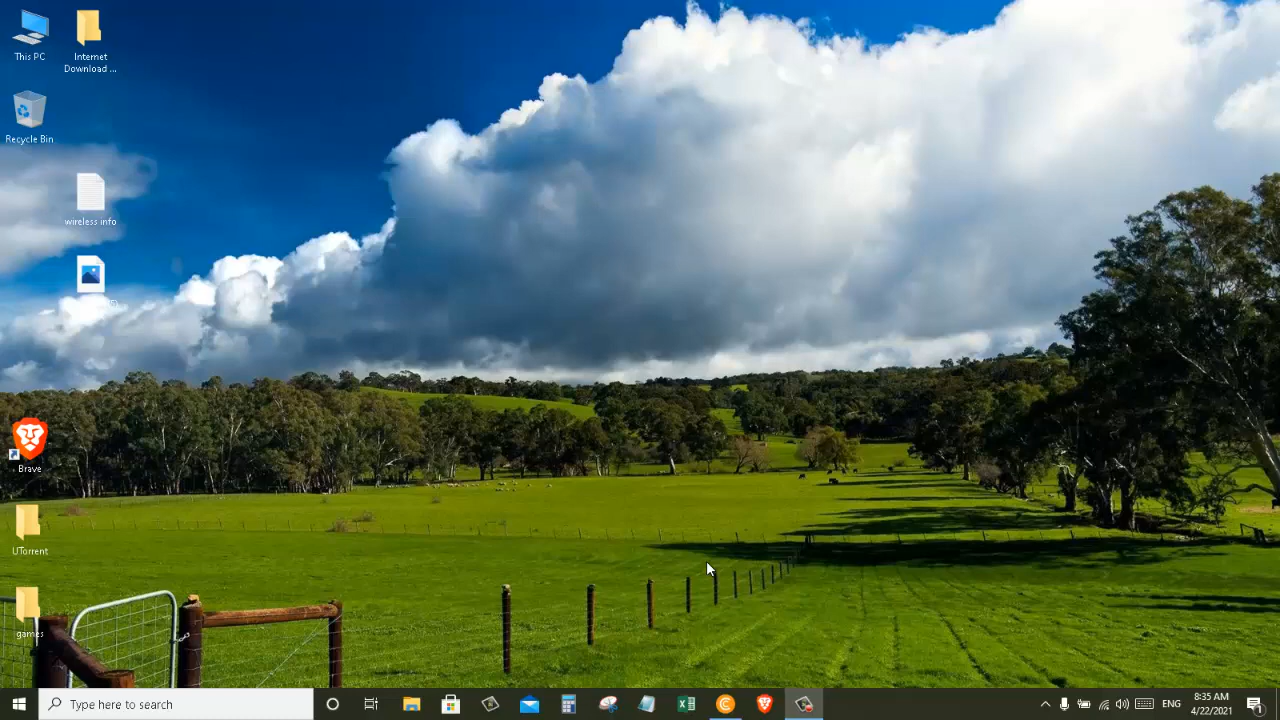 This PC
Internet
Download ...
Recycle Bin
wireless info
Brave
UTorrent
games
Type here to search
ENG
8:35 AM
4/22/2021